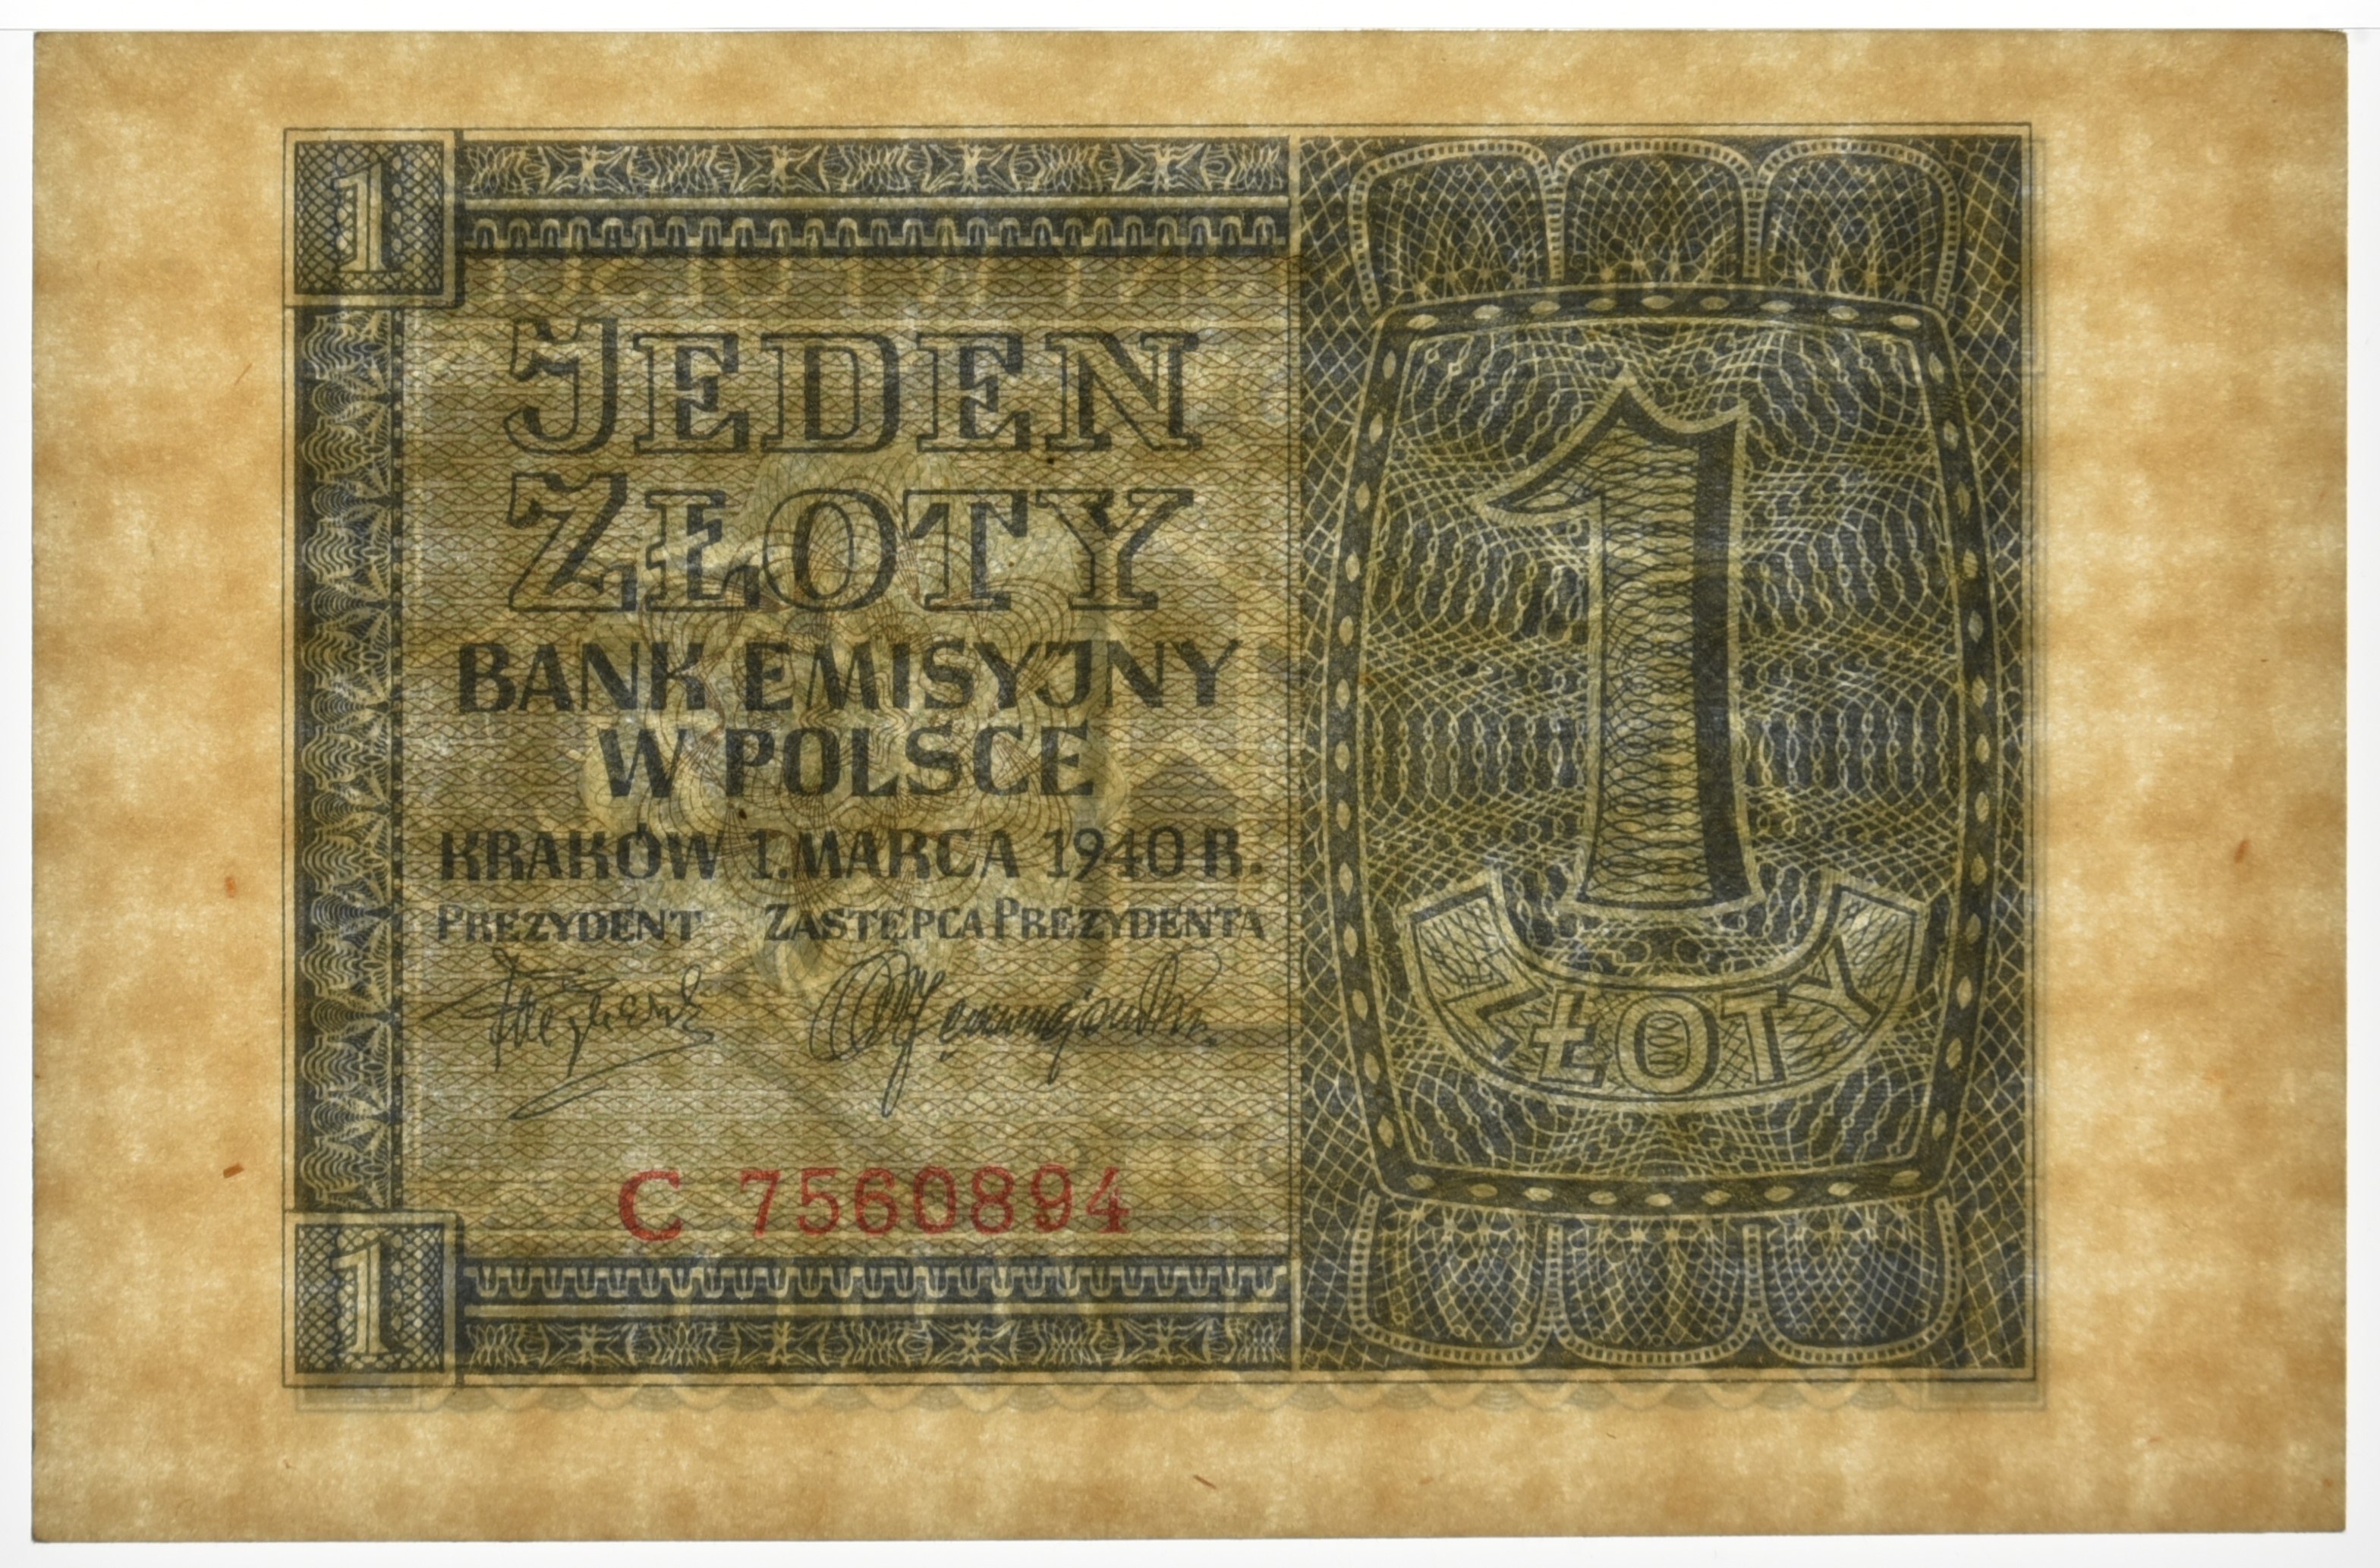 1
JEDEN
ZŁOTY
BANK EMISYJNY
W POLSCE
KRAKÓW 1. MARCA 1940 R.
PREZYDENT ZASTĘPCA PREZYDENTA
C 7560894
1
1
ZŁOTY